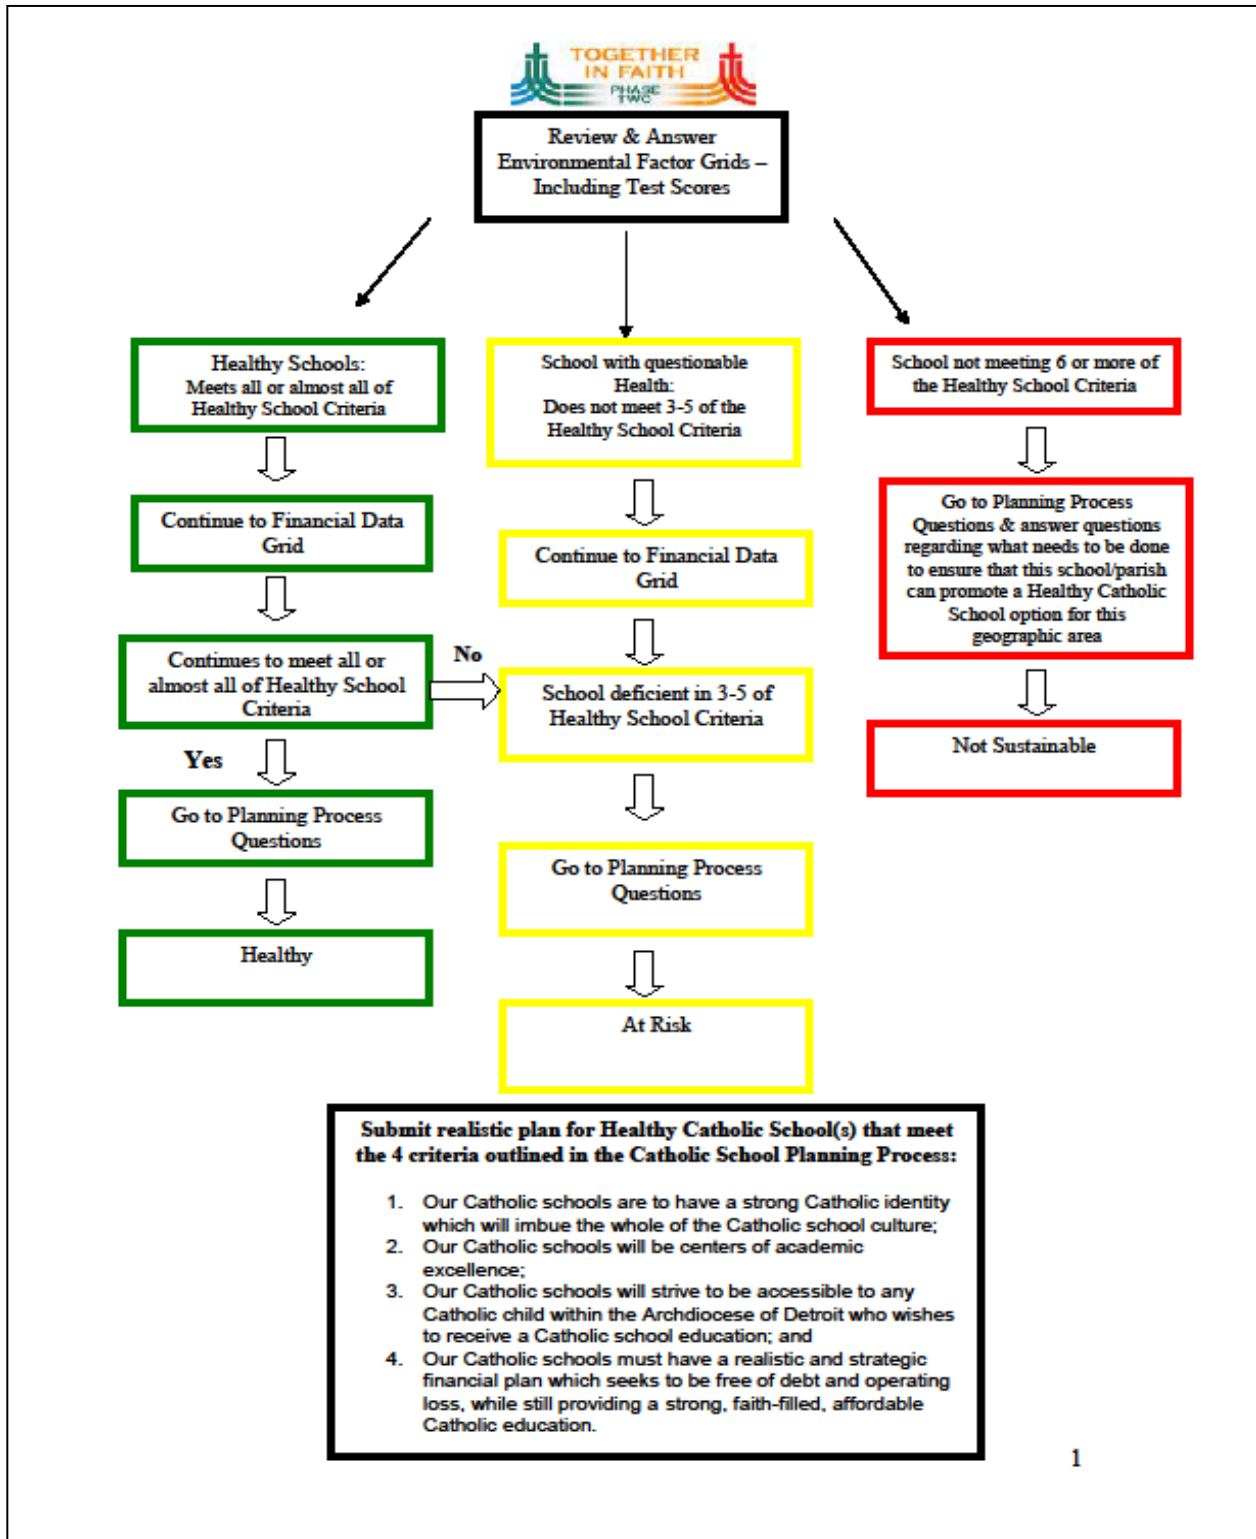 TOGETHER
IN FAITH
PHASE
TWO
Review & Answer
Environmental Factor Grids –
Including Test Scores
Healthy Schools:
Meets all or almost all of
Healthy School Criteria
School with questionable
Health:
Does not meet 3-5 of the
Healthy School Criteria
School not meeting 6 or more of
the Healthy School Criteria
Continue to Financial Data
Grid
Continue to Financial Data
Grid
Go to Planning Process
Questions & answer questions
regarding what needs to be done
to ensure that this school/parish
can promote a Healthy Catholic
School option for this
geographic area
Continues to meet all or
almost all of Healthy School
Criteria
No
School deficient in 3-5 of
Healthy School Criteria
Not Sustainable
Yes
Go to Planning Process
Questions
Go to Planning Process
Questions
Healthy
At Risk
Submit realistic plan for Healthy Catholic School(s) that meet
the 4 criteria outlined in the Catholic School Planning Process:
1. Our Catholic schools are to have a strong Catholic identity
which will imbue the whole of the Catholic school culture;
2. Our Catholic schools will be centers of academic
excellence;
3. Our Catholic schools will strive to be accessible to any
Catholic child within the Archdiocese of Detroit who wishes
to receive a Catholic school education; and
4. Our Catholic schools must have a realistic and strategic
financial plan which seeks to be free of debt and operating
loss, while still providing a strong, faith-filled, affordable
Catholic education.
1